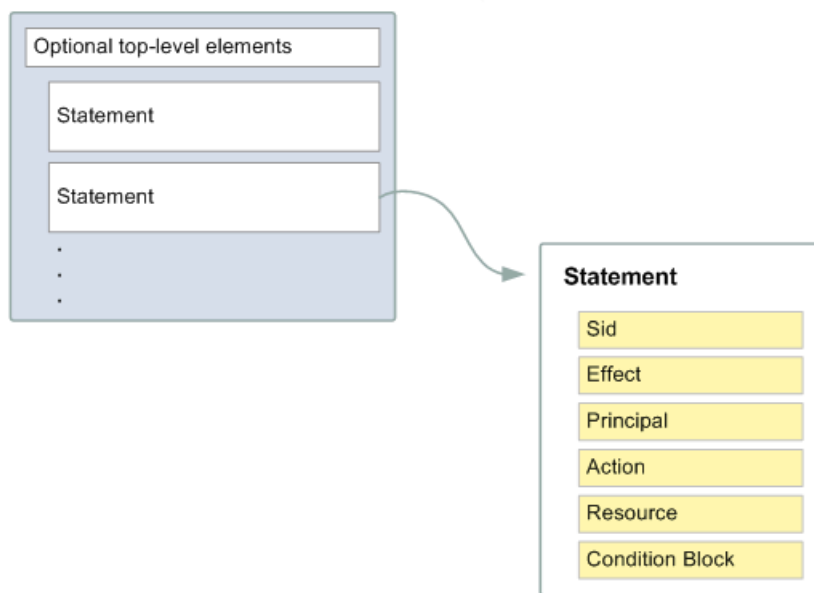 Optional top-level elements
Statement
Statement
.
.
.
Statement
Sid
Effect
Principal
Action
Resource
Condition Block